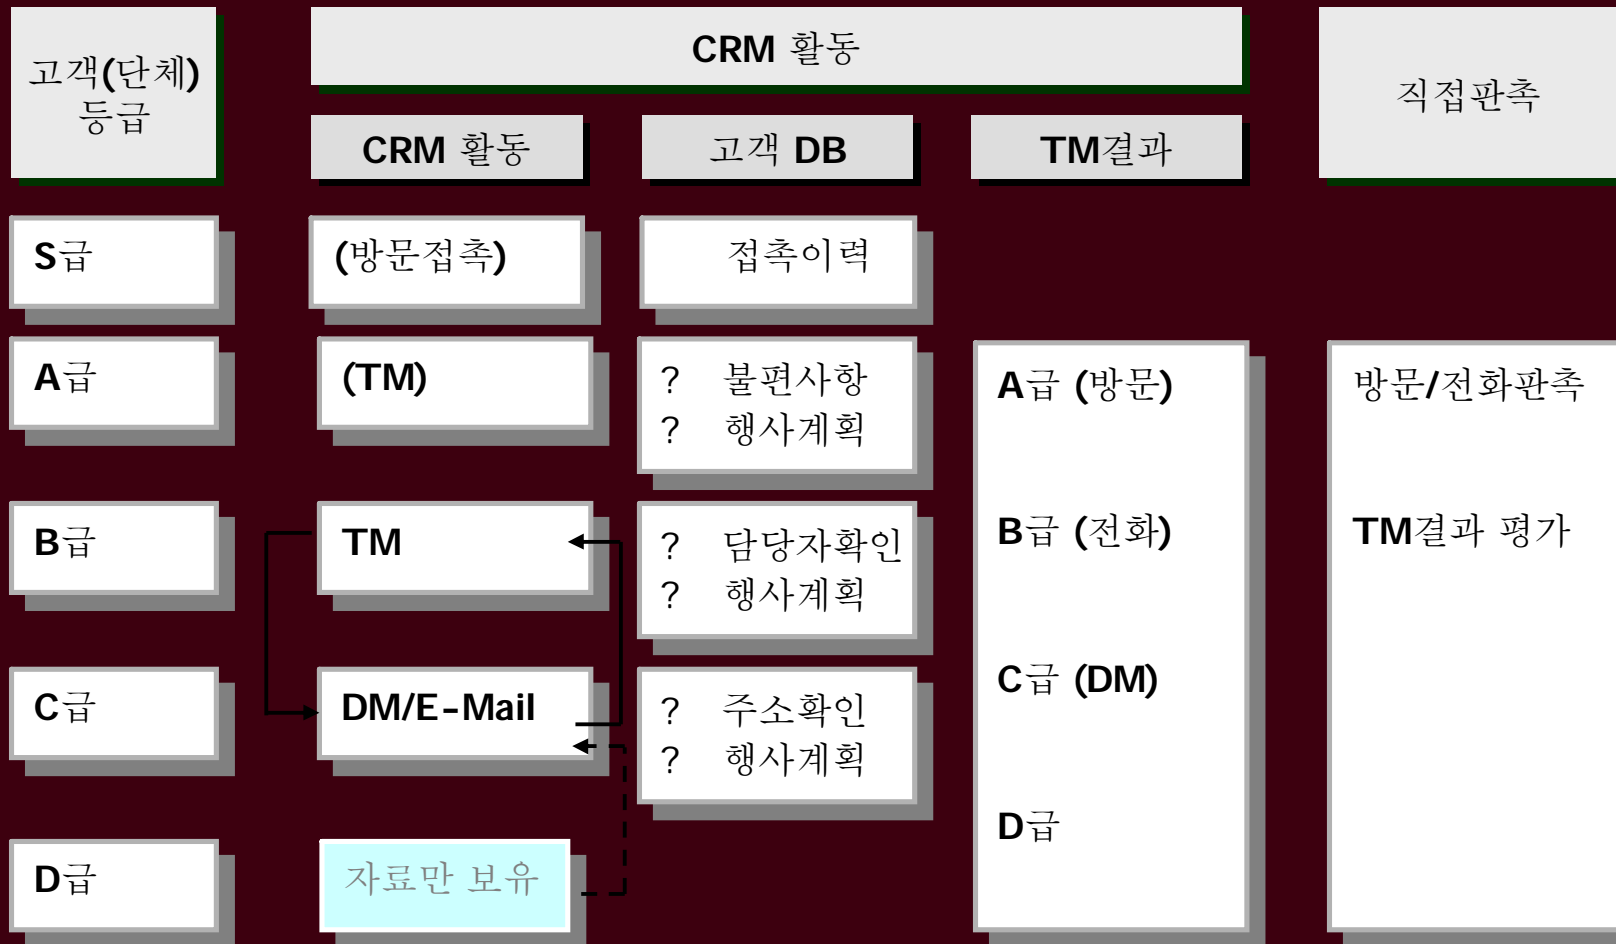 고객(단체)
등급
CRM 활동
직접판촉
CRM 활동
고객 DB
TM결과
S급
(방문접촉)
접촉이력
A급
(TM)
? 불편사항
? 행사계획
A급 (방문)
방문/전화판촉
B급
TM
? 담당자확인
? 행사계획
B급 (전화)
TM결과 평가
C급
DM/E-Mail
? 주소확인
? 행사계획
C급 (DM)
D급
D급
자료만 보유